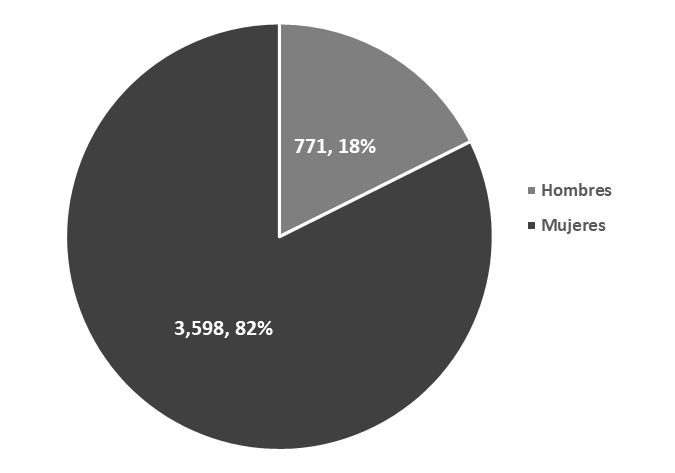 771, 18%
3,598, 82%
Hombres
Mujeres